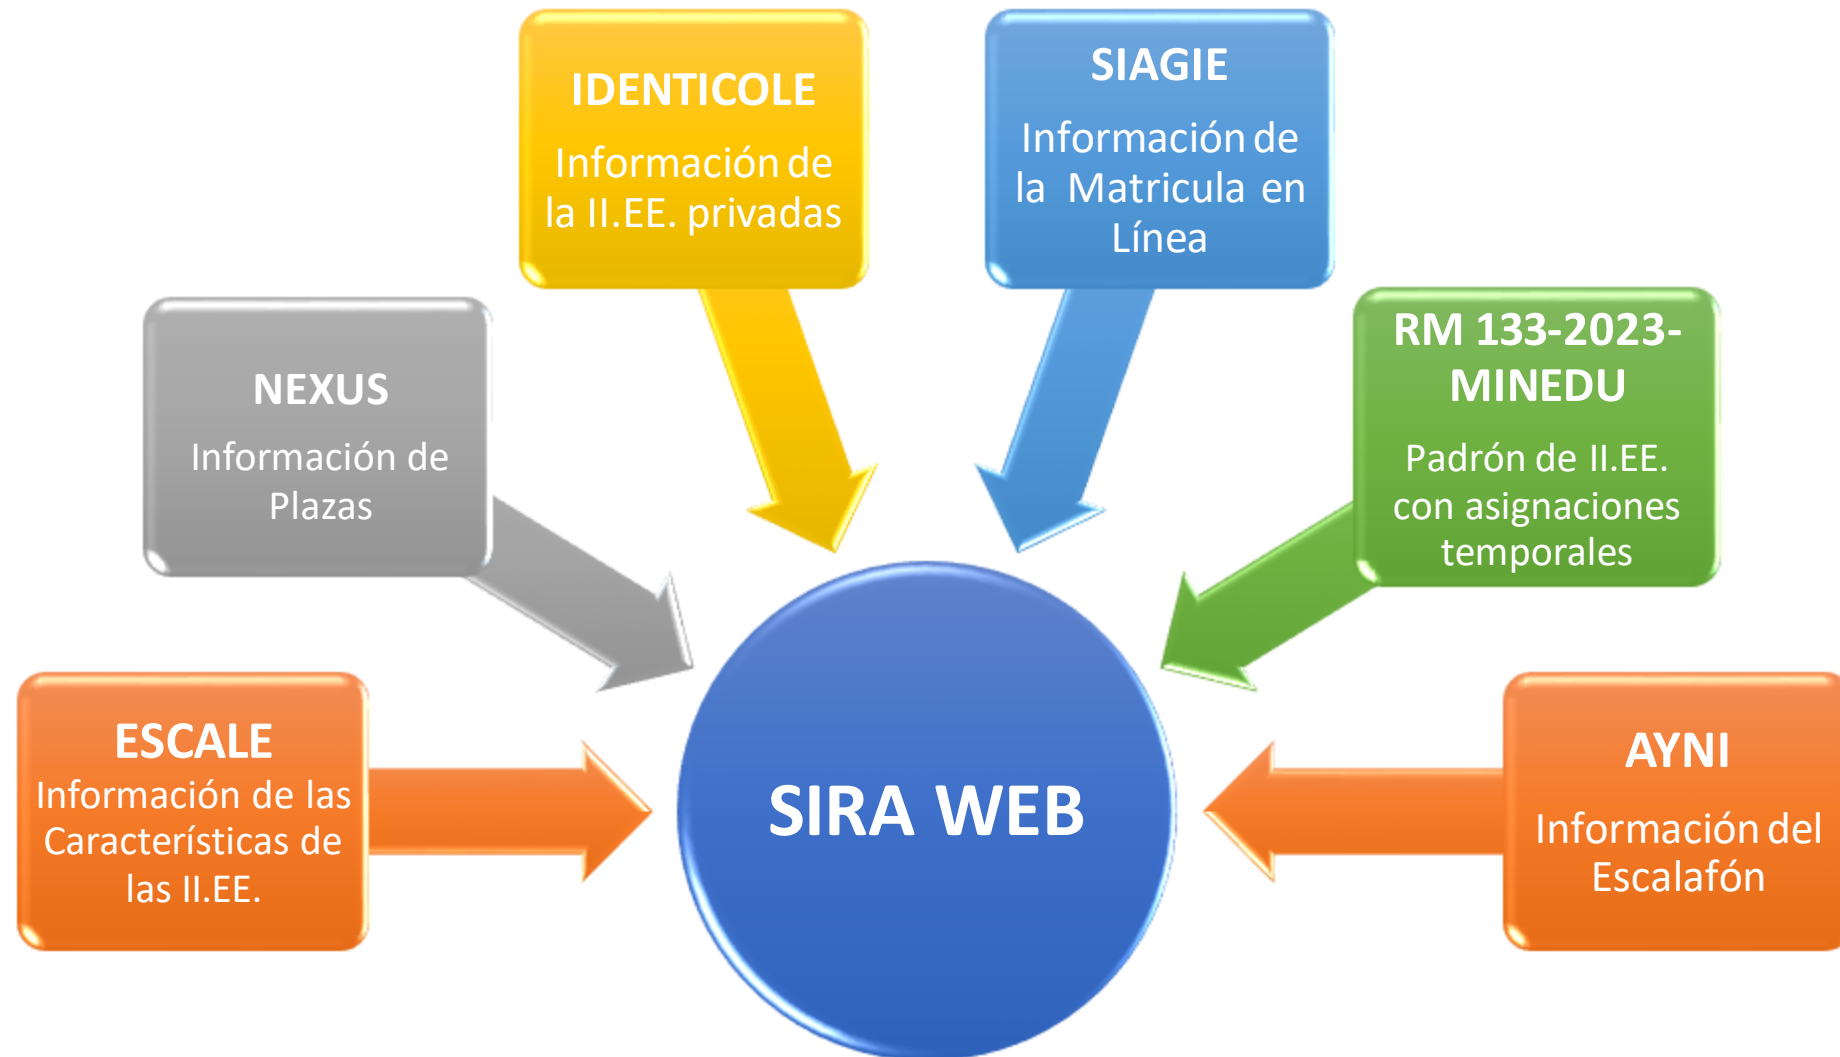 IDENTICOLE
Información de
la II.EE. privadas
SIAGIE
Información de
la Matricula en
Línea
NEXUS
Información de
Plazas
RM 133-2023-
MINEDU
Padrón de II.EE.
con asignaciones
temporales
ESCALE
Información de las
Característísticas de
las II.EE.
SIRA WEB
AYNI
Información del
Escalafón